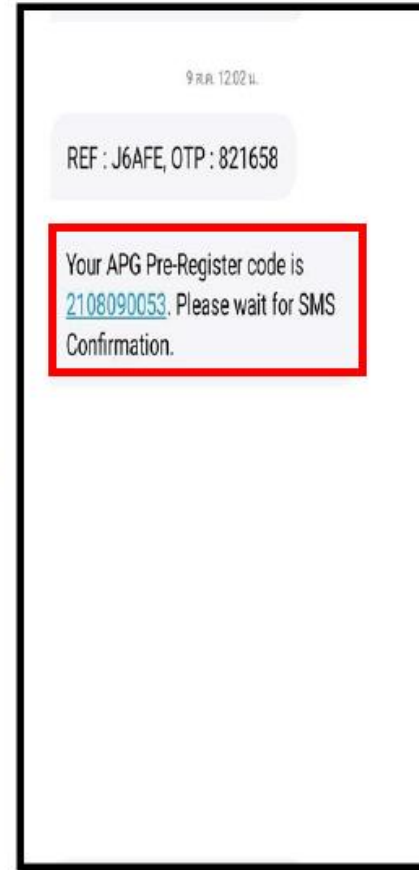 9 ส.ค. 12:02 น.
REF : J6AFE, OTP : 821658
Your APG Pre-Register code is
2108090053. Please wait for SMS
Confirmation.